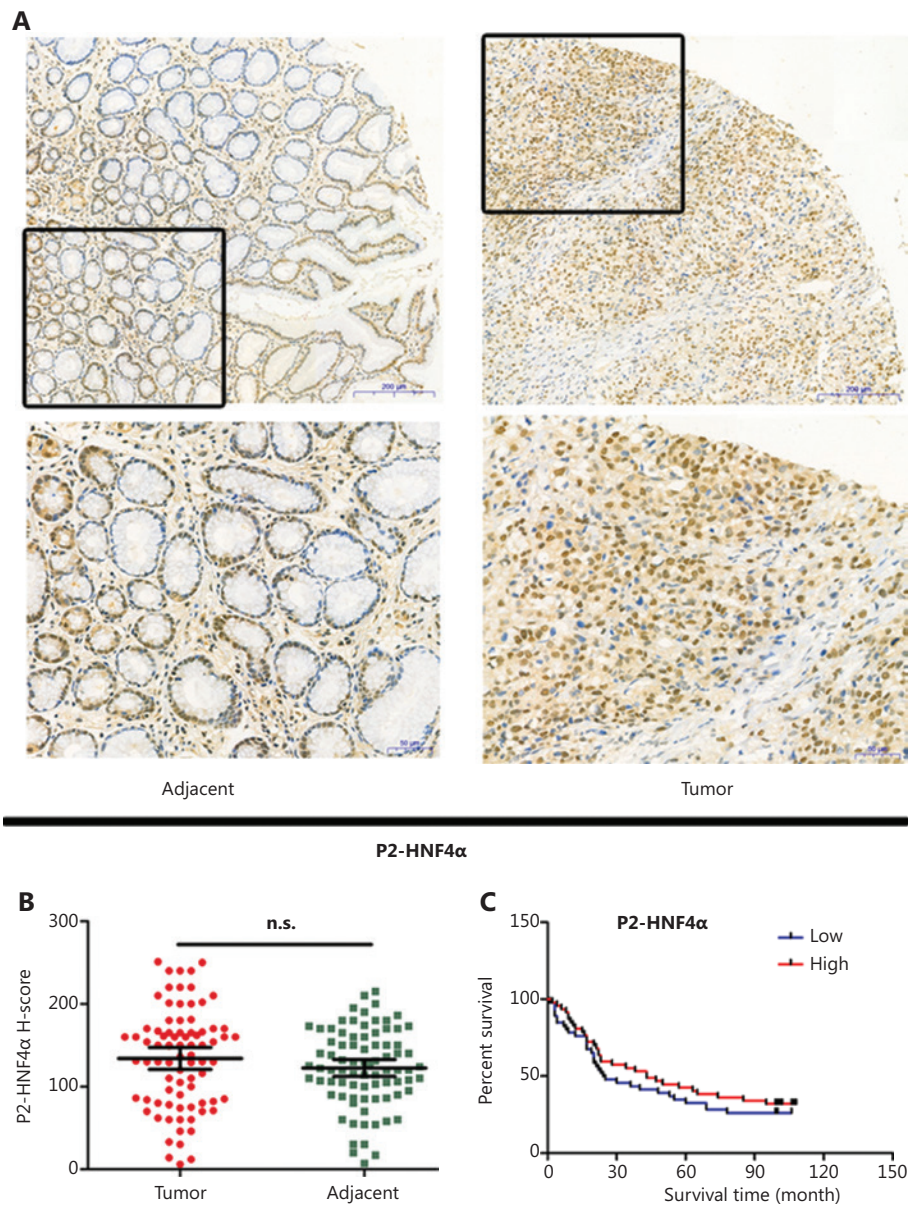 A
200 μm
200 μm
50 μm
50 μm
Adjacent
Tumor
P2-HNF4α
B
300
200
100
0
P2-HNF4α H-score
n.s.
Tumor
Adjacent
C
P2-HNF4α
Low
High
150
100
50
0
Percent survival
0
30
60
90
120
150
Survival time (month)